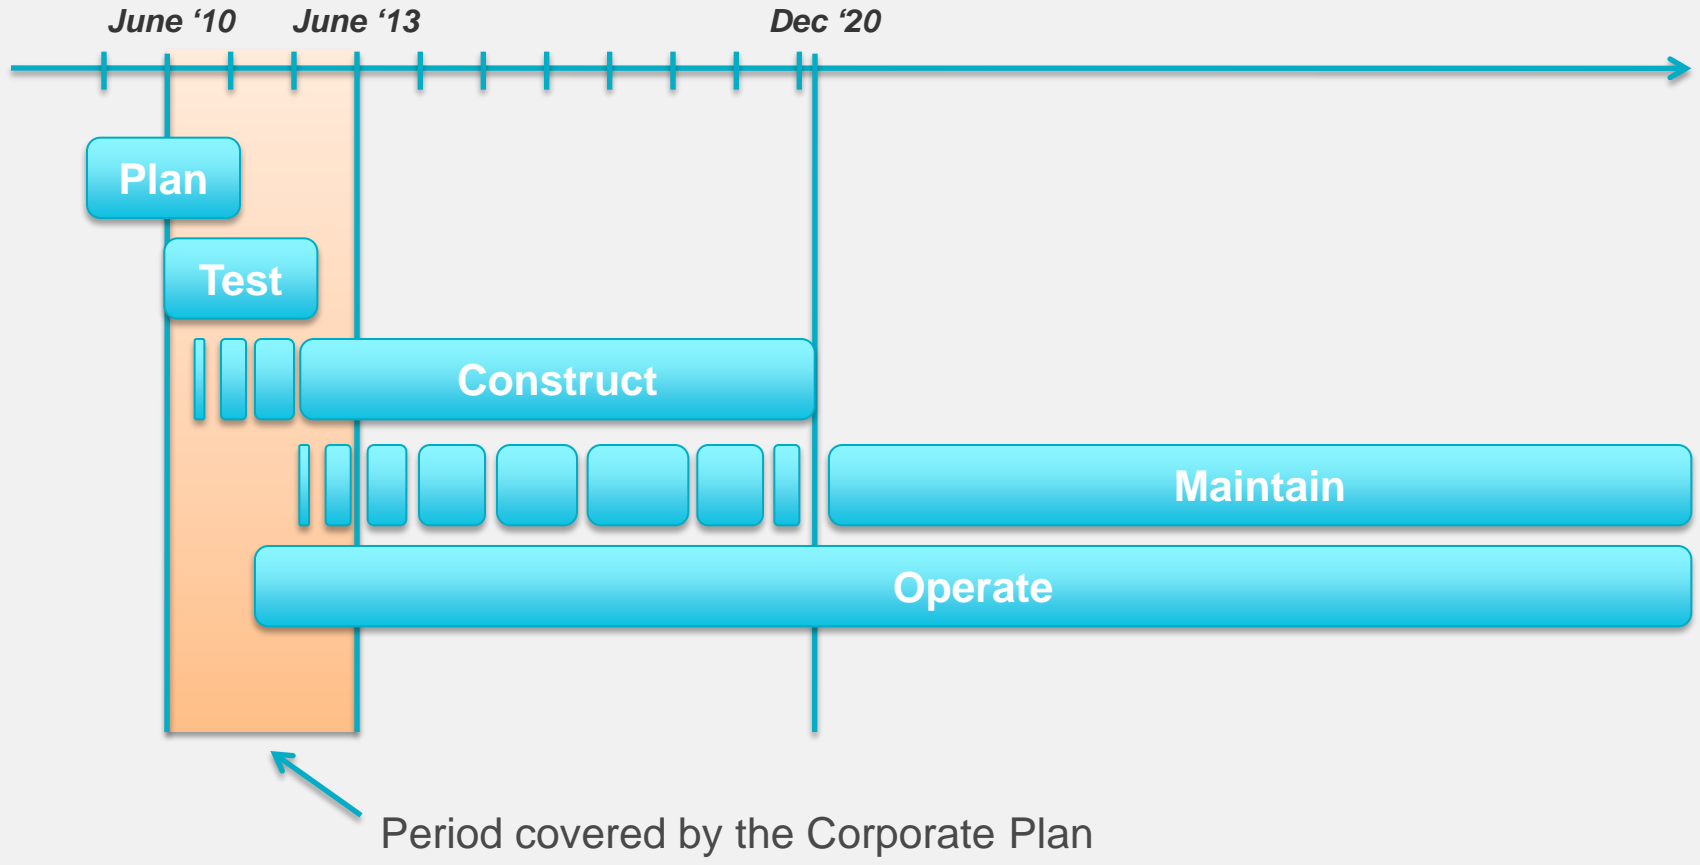 June ‘10
June ‘13
Dec ‘20
Plan
Test
Construct
Maintain
Operate
Period covered by the Corporate Plan